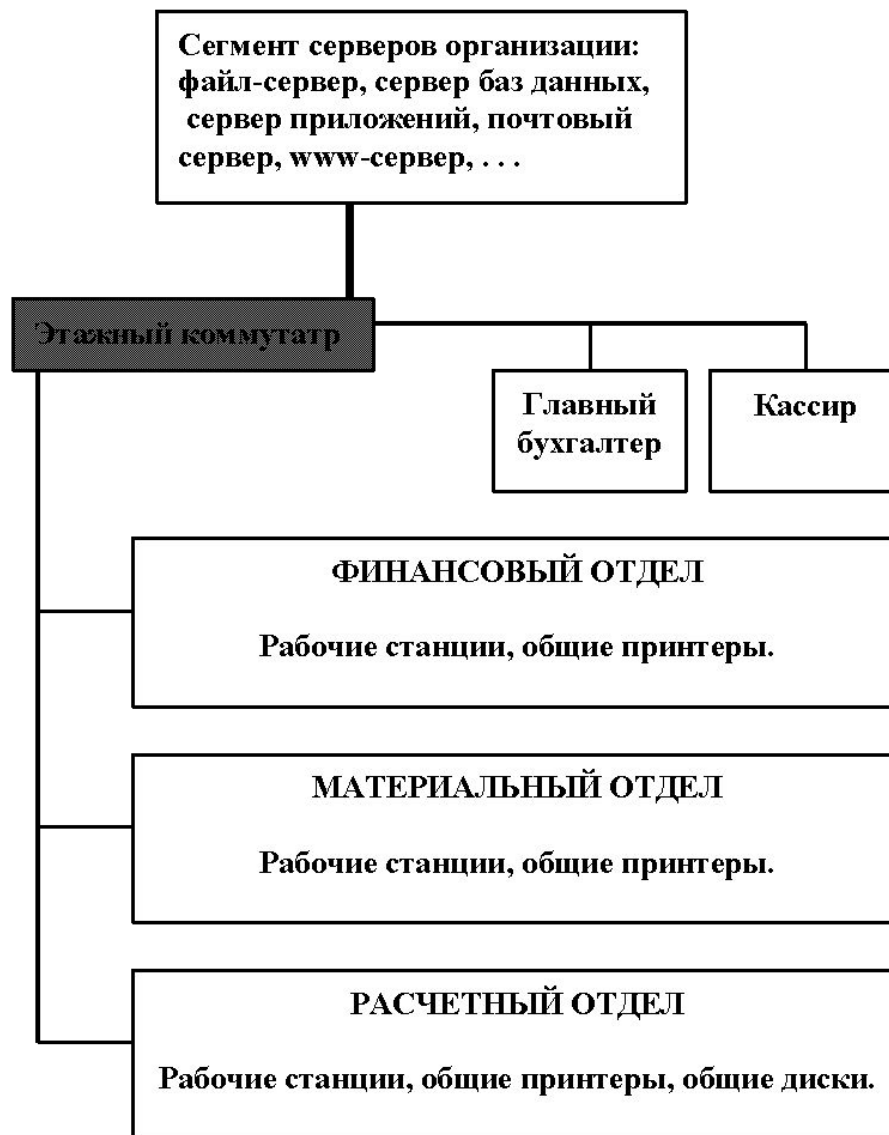 Сегмент серверов организации:
файл-сервер, сервер баз данных,
сервер приложений, почтовый
сервер, www-сервер, . . .
Этажный коммутатр
Главный
бухгалтер
Кассир
ФИНАНСОВЫЙ ОТДЕЛ
Рабочие станции, общие принтеры.
МАТЕРИАЛЬНЫЙ ОТДЕЛ
Рабочие станции, общие принтеры.
РАСЧЕТНЫЙ ОТДЕЛ
Рабочие станции, общие принтеры, общие диски.